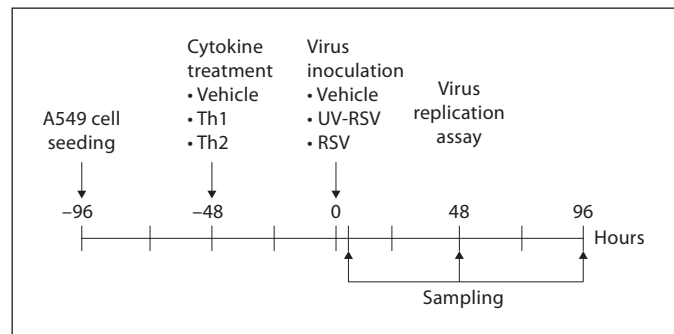 A549 cell
seeding
Cytokine
treatment
• Vehicle
• Th1
• Th2
Virus
inoculation
• Vehicle
• UV-RSV
• RSV
Virus
replication
assay
–96
–48
0
48
96
Hours
Sampling